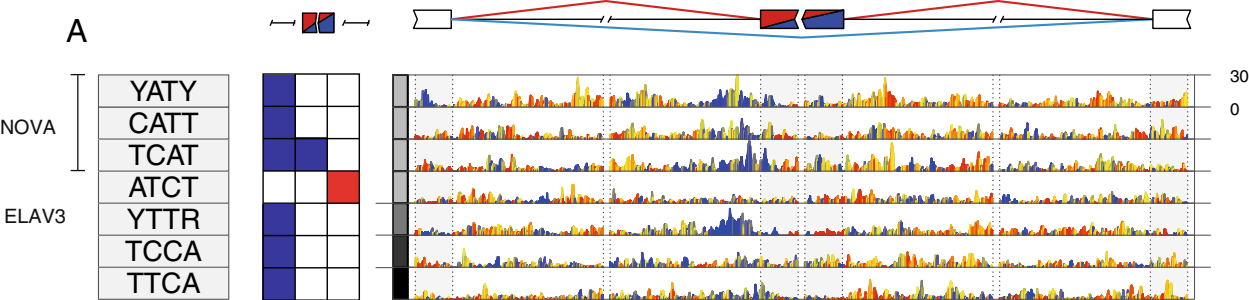 A
30
0
NOVA
ELAV3
YATY
CATT
TCAT
ATCT
YTTR
TCCA
TTCA